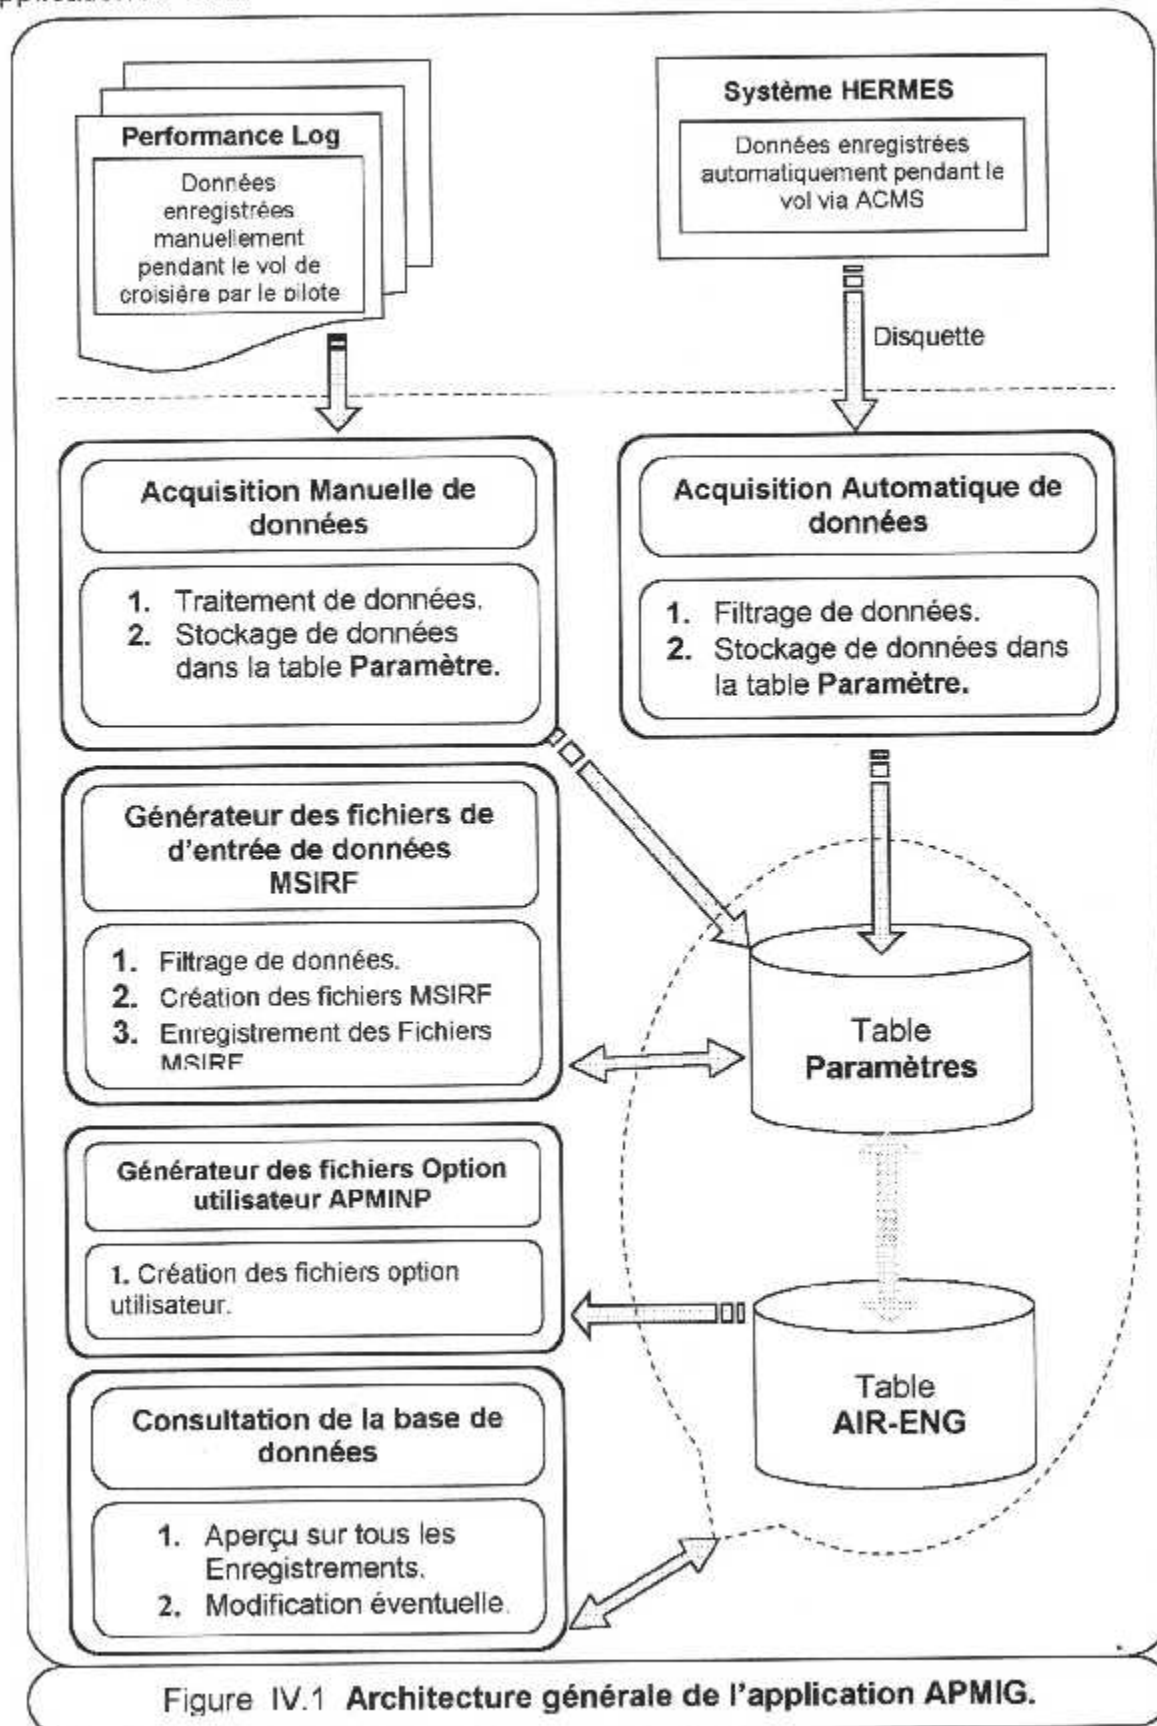 Performance Log
Données
enregistrées
manuellement
pendant le vol de
croisière par le pilote
Système HERMES
Données enregistrées
automatiquement pendant le
vol via ACMS
Disquette
Acquisition Manuelle de
données
1. Traitement de données.
2. Stockage de données
dans la table Paramètre.
Acquisition Automatique de
données
1. Filtrage de données.
2. Stockage de données dans
la table Paramètre.
Générateur des fichiers de
d'entrée de données
MSIRF
1. Filtrage de données.
2. Création des fichiers MSIRF
3. Enregistrement des Fichiers
MSIRF
Table
Paramètres
Générateur des fichiers Option
utilisateur APMINP
1. Création des fichiers option
utilisateur.
Table
AIR-ENG
Consultation de la base de
données
1. Aperçu sur tous les
Enregistrements.
2. Modification éventuelle.
Figure IV.1 Architecture générale de l'application APMIG.